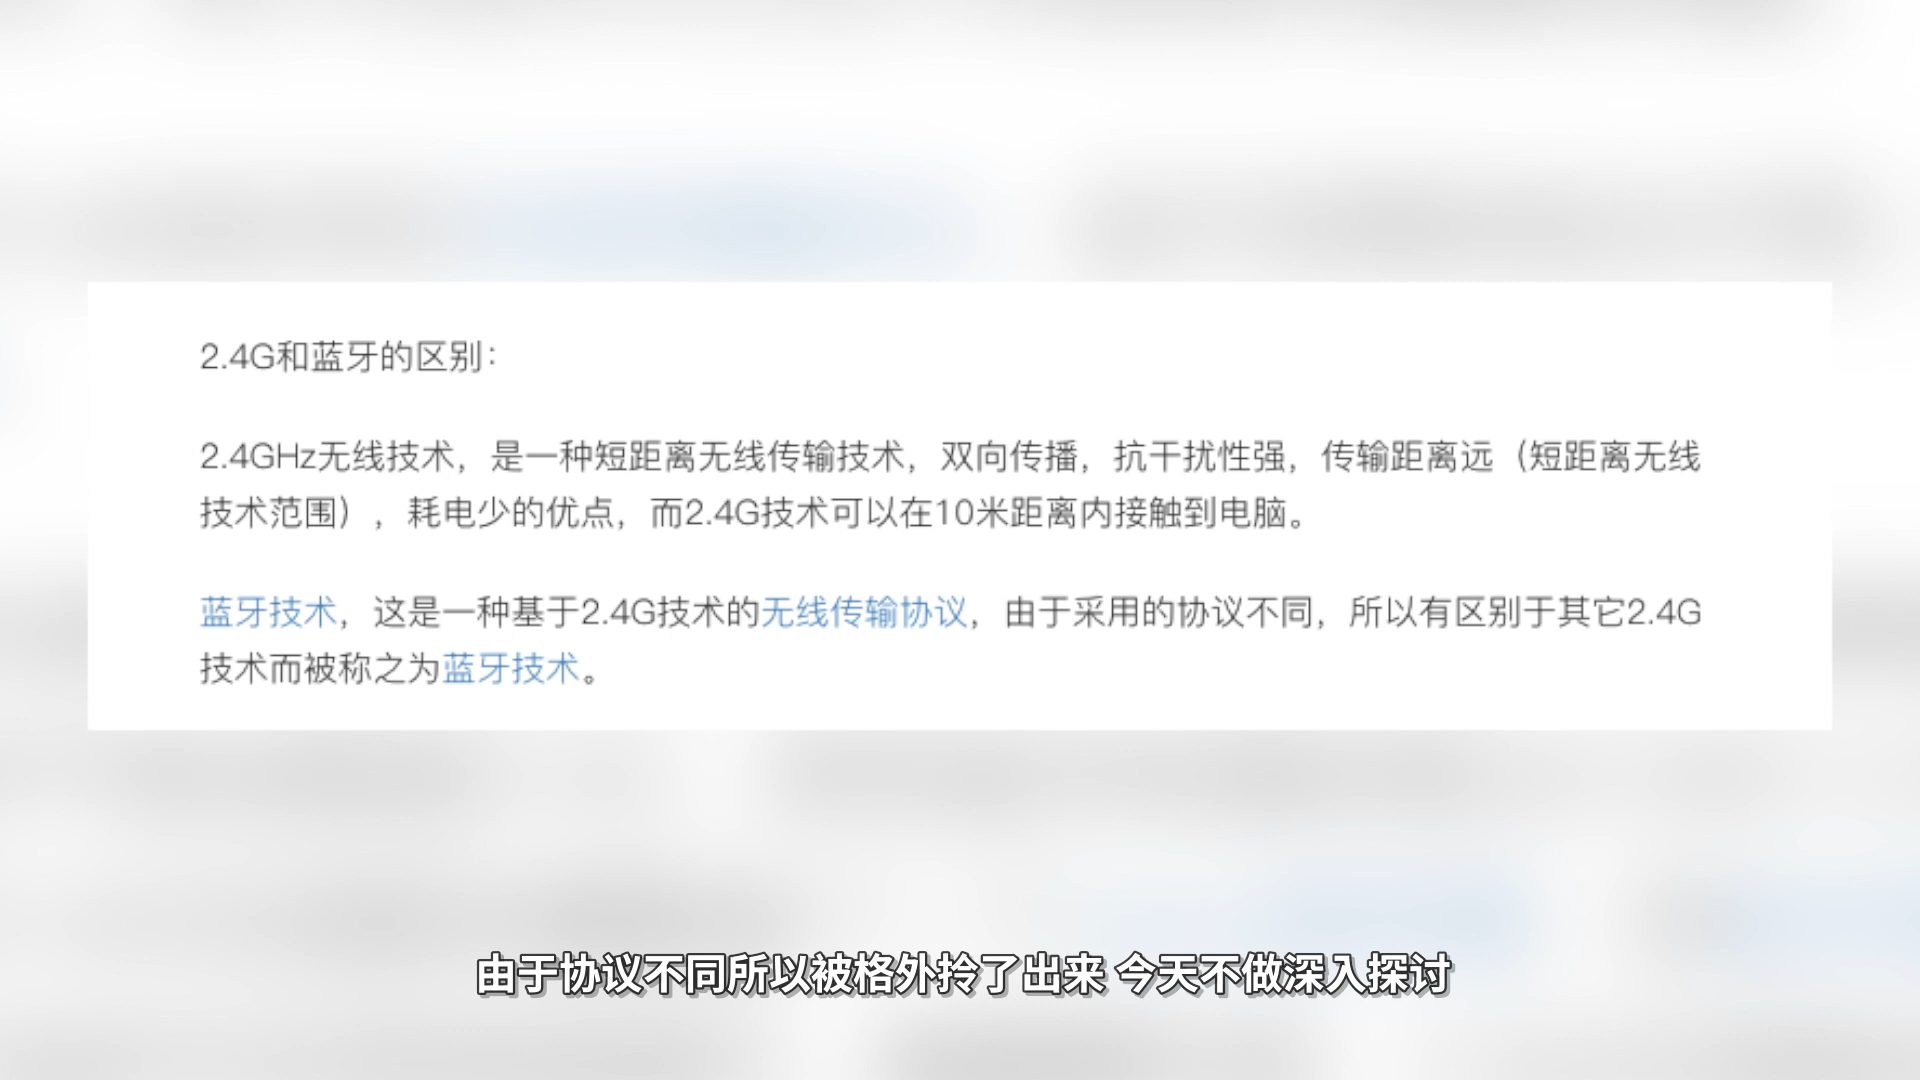 2.4G和蓝牙的区别：
2.4GHz无线技术，是一种短距离无线传输技术，双向传播，抗干扰性强，传输距离远（短距离无线
技术范围），耗电少的优点，而2.4G技术可以在10米距离内接触到电脑。
蓝牙技术，这是一种基于2.4G技术的无线传输协议，由于采用的协议不同，所以有区别于其它2.4G
技术而被称之为蓝牙技术。
由于协议不同所以被格外拎了出来 今天不做深入探讨